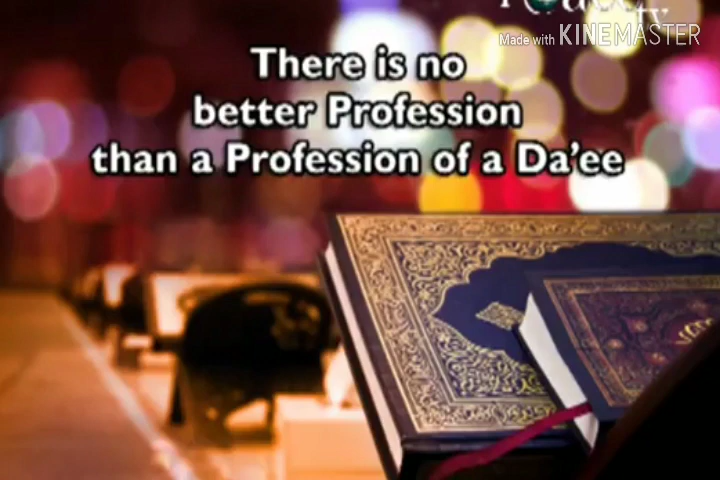 Made with KINEMASTER
There is no
better Profession
than a Profession of a Da'ee